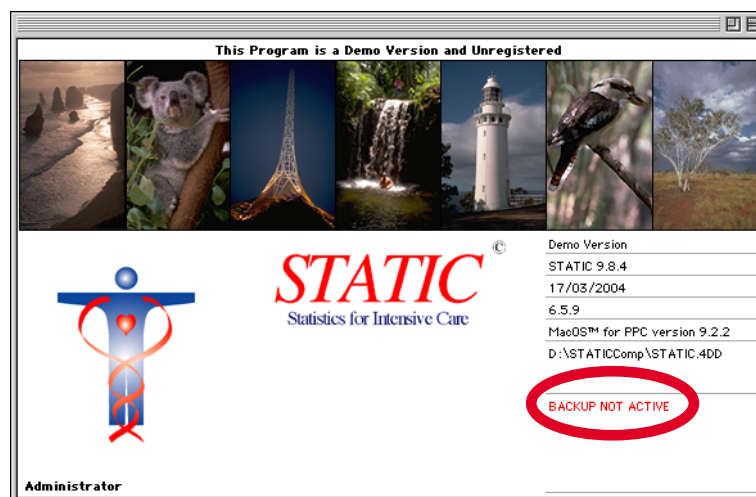 This Program is a Demo Version and Unregistered
STATIC ©
Statistics for Intensive Care
Demo Version
STATIC 9.8.4
17/03/2004
6.5.9
MacOS™ for PPC version 9.2.2
D:\STATICComp\STATIC.4DD
BACKUP NOT ACTIVE
Administrator